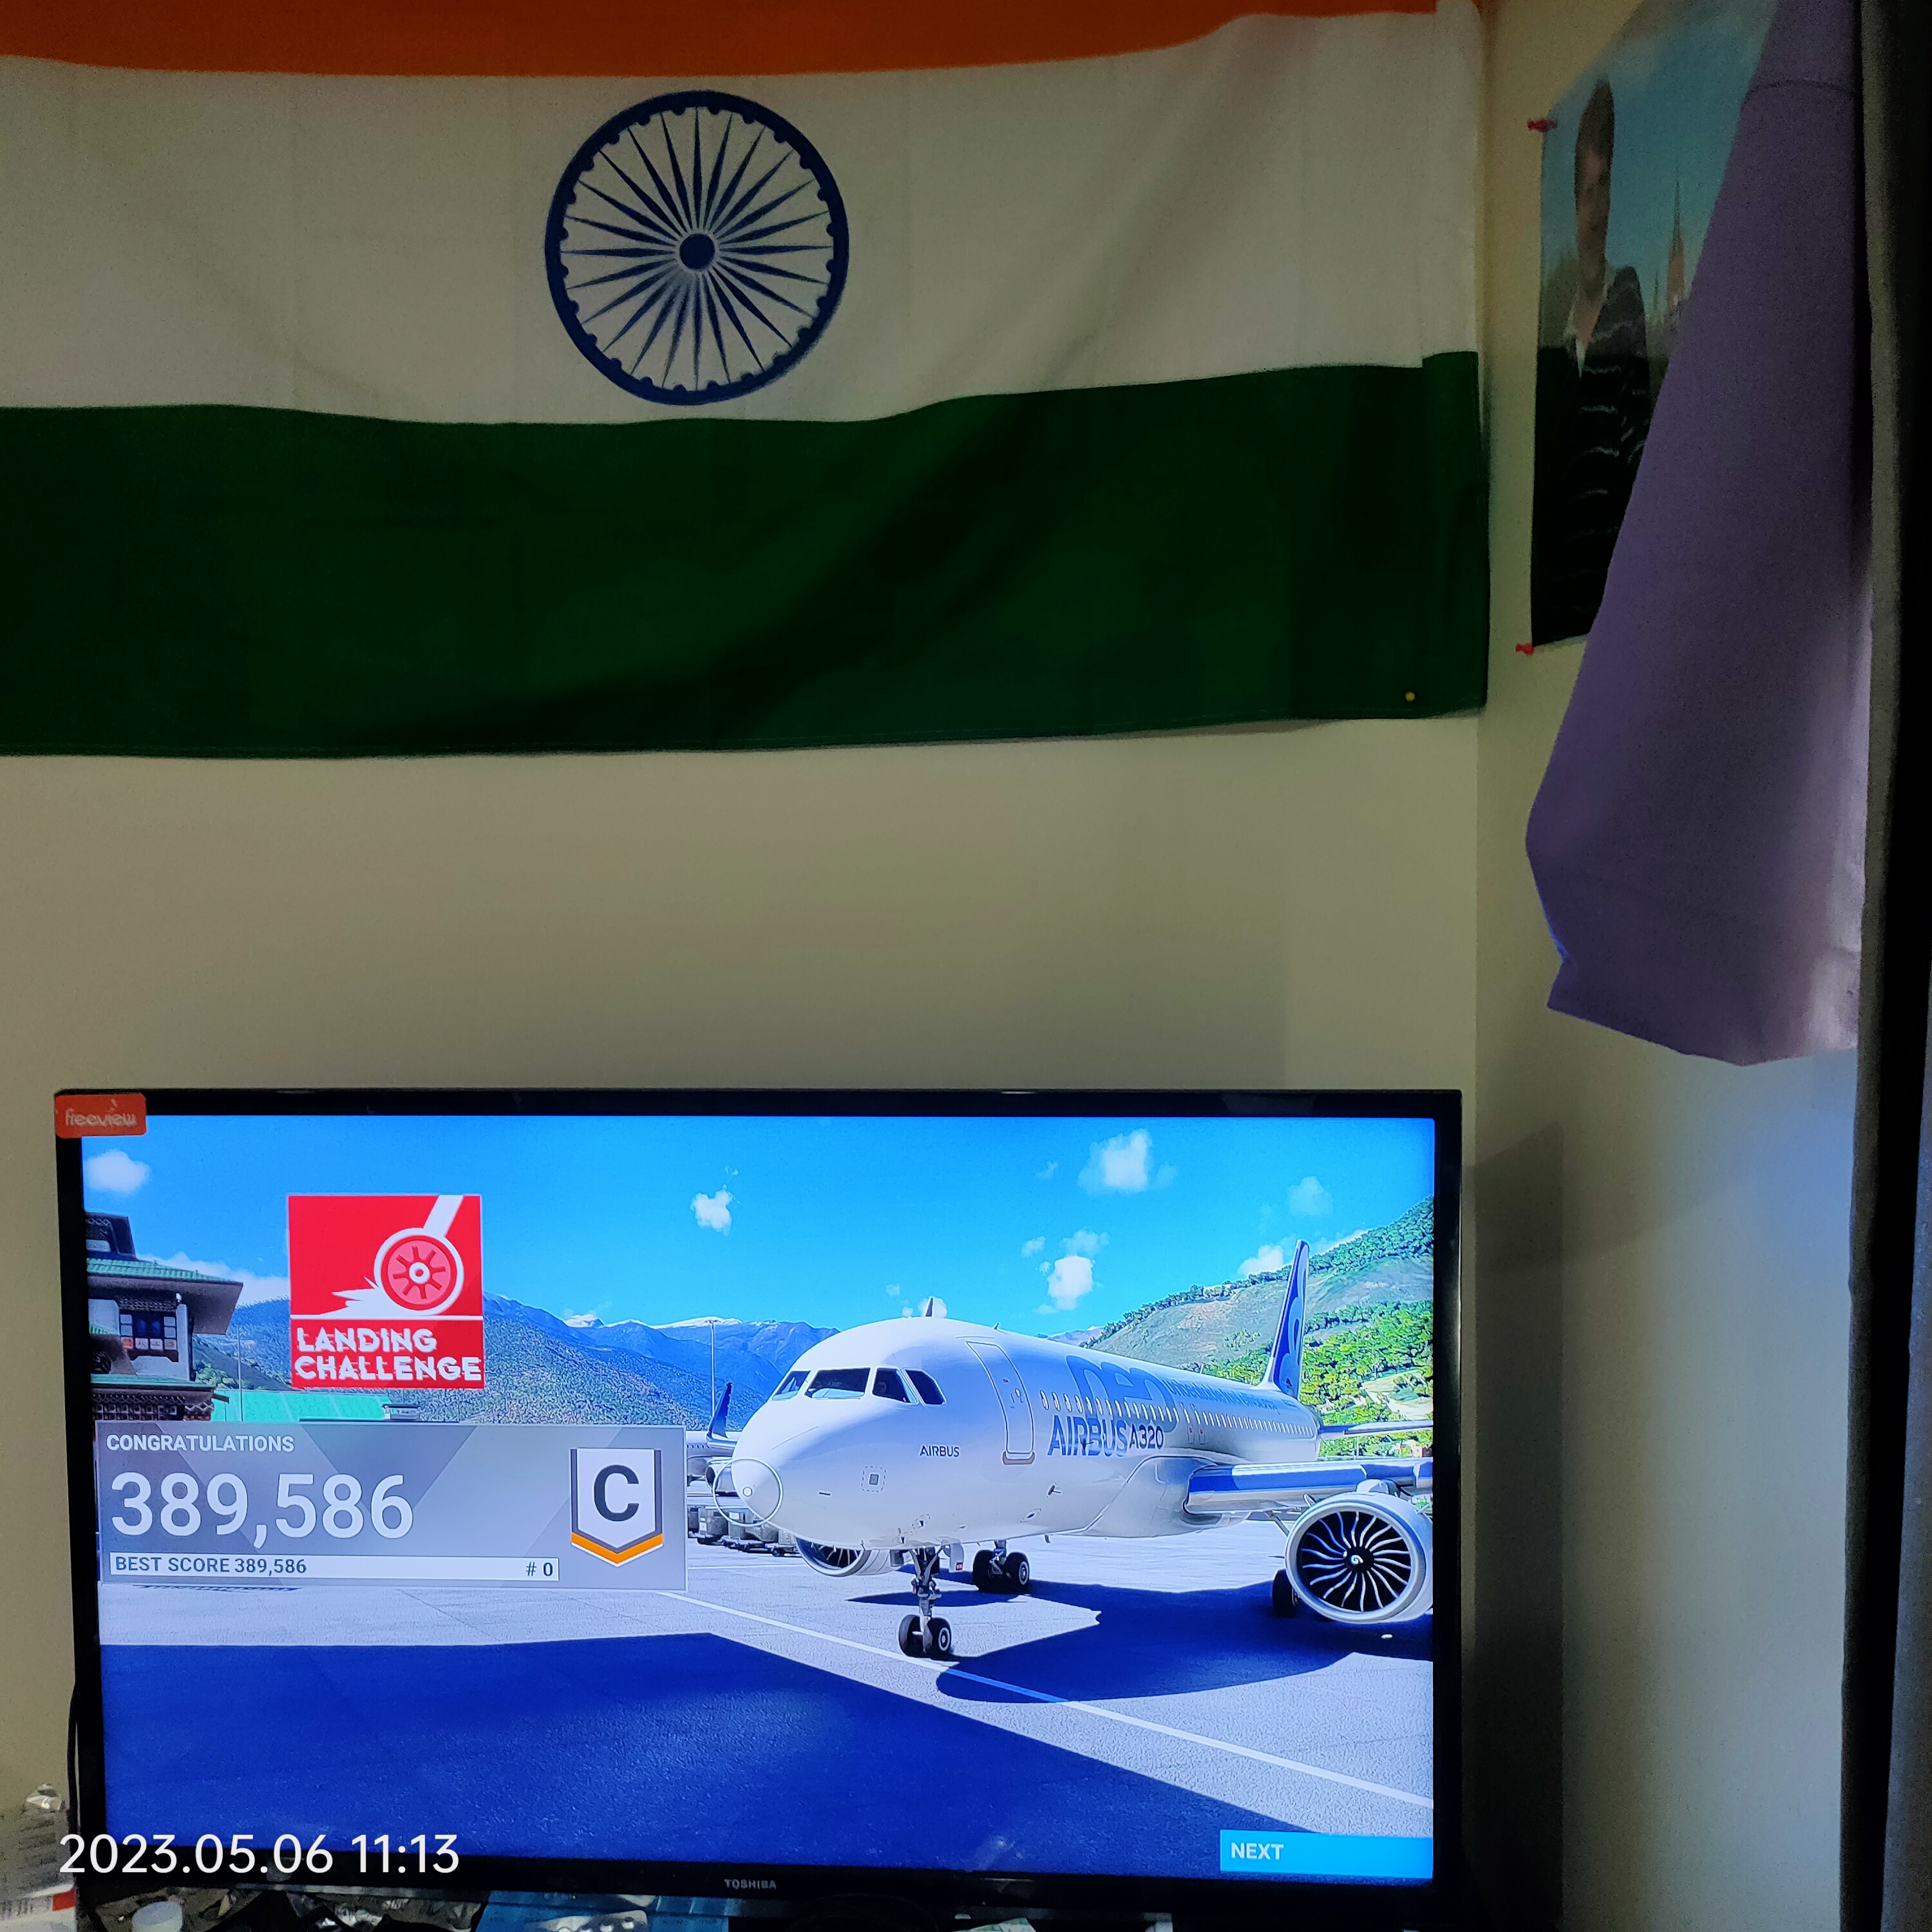 freeview
LANDING
CHALLENGE
CONGRATULATIONS
389,586
C
BEST SCORE 389,586
# 0
AIRBUS
AIRBUS A320
NEXT
2023.05.06 11:13
TOSHIBA